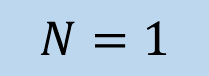 N = 1